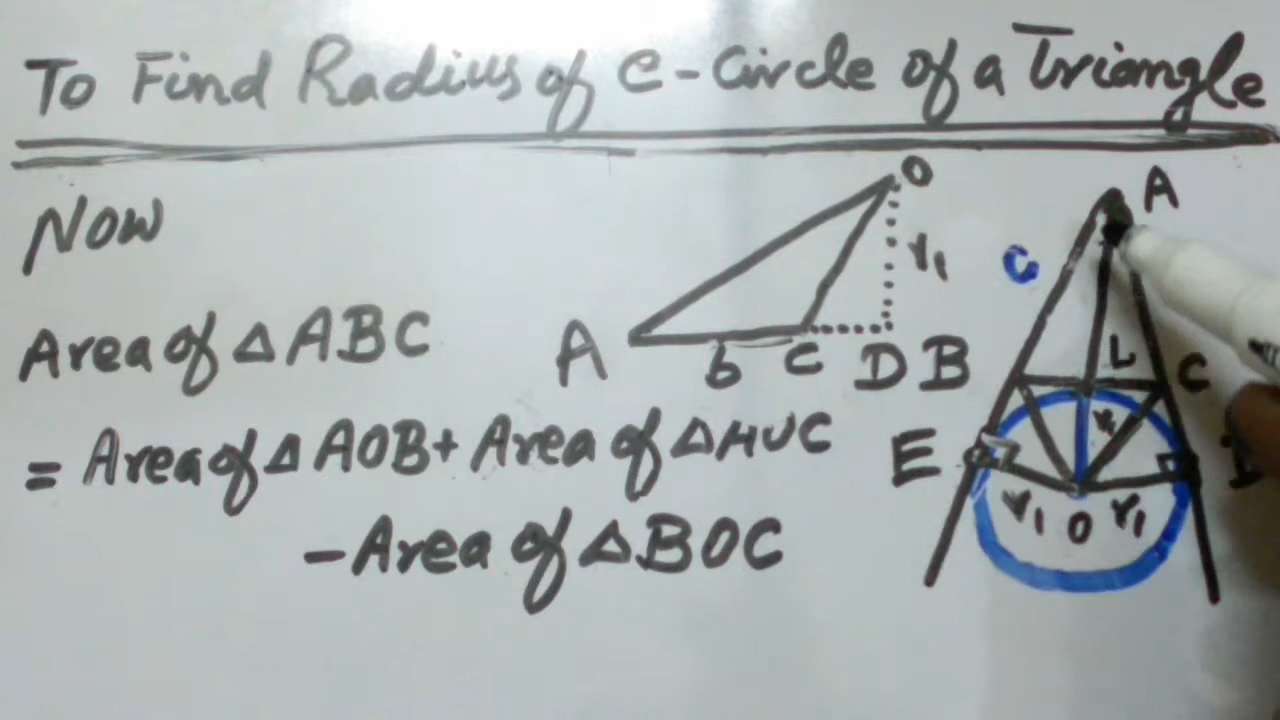 To Find Radius of e-Circle of a Triangle
Now
Area of △ABC
= Area of △AOB + Area of △AOC
- Area of △BOC
O
r₁
A b C D
A
c
B L C
r₁
E
r₁ O r₁